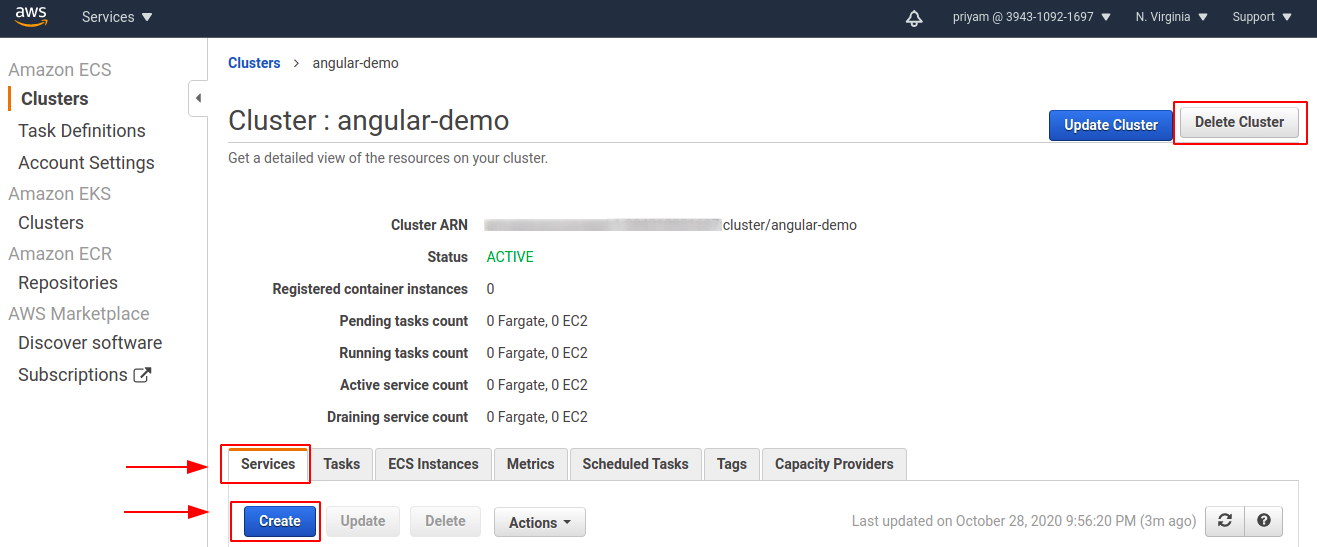 aws Services priyam @ 3943-1092-1697 N. Virginia Support
Amazon ECS
Clusters
Task Definitions
Account Settings
Amazon EKS
Clusters
Amazon ECR
Repositories
AWS Marketplace
Discover software
Subscriptions
Clusters > angular-demo
Cluster : angular-demo
Update Cluster Delete Cluster
Get a detailed view of the resources on your cluster.
Cluster ARN cluster/angular-demo
Status ACTIVE
Registered container instances 0
Pending tasks count 0 Fargate, 0 EC2
Running tasks count 0 Fargate, 0 EC2
Active service count 0 Fargate, 0 EC2
Draining service count 0 Fargate, 0 EC2
Services Tasks ECS Instances Metrics Scheduled Tasks Tags Capacity Providers
Create Update Delete Actions Last updated on October 28, 2020 9:56:20 PM (3m ago)